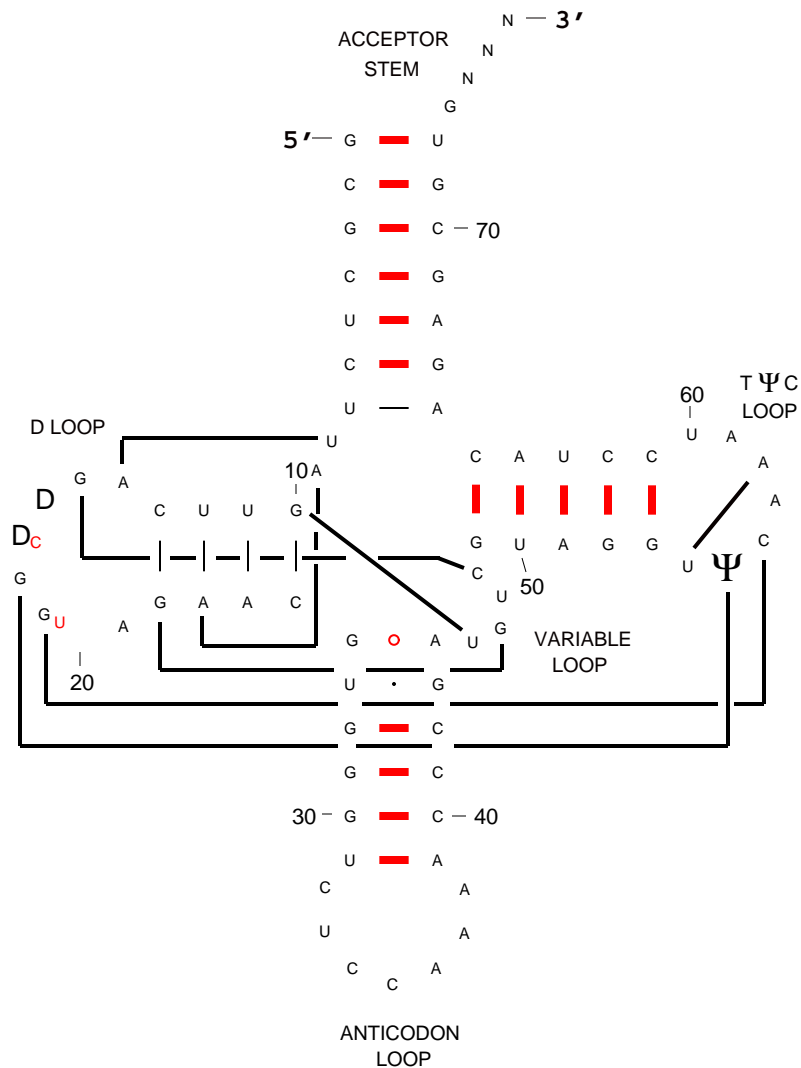 N – 3'
ACCEPTOR
STEM
N
N
G
5' – G U
C G
G C – 70
C G
U A
C G
U A
60
T Ψ C
LOOP
D LOOP
U
U A
C A U C C
G A
10
A
A
D
C U U G
A
DC
G U A G G
C
G
G A A C
C
50
U
Ψ
GU A
U
G
G A U
VARIABLE
LOOP
20
U G
G C
G C
30 – G C – 40
U A
C A
U A
C A
C
ANTICODON
LOOP